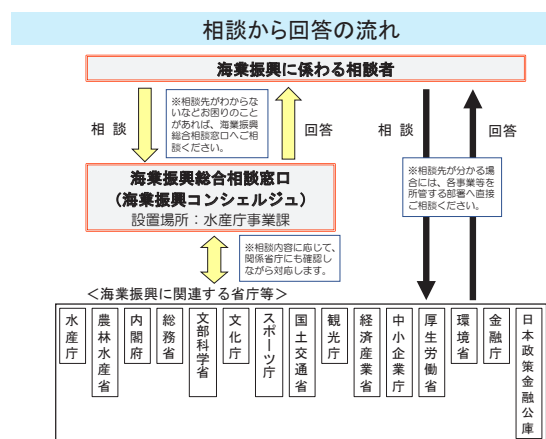 相談から回答の流れ
海業振興に係わる相談者
相 談
※相談先がわからな
いなどお困りのこと
があれば、海業振興
総合相談窓口へご相
談ください。
回答
相 談
回答
※相談先が分かる場
合には、各事業等を
所管する部署へ直接
ご相談ください。
海業振興総合相談窓口
（海業振興コンシェルジュ）
設置場所：水産庁事業課
※相談内容に応じて、
関係省庁にも確認し
ながら対応します。
＜海業振興に関連する省庁等＞
水産庁
農林水産省
内閣府
総務省
文部科学省
文化庁
スポーツ庁
国土交通省
観光庁
経済産業省
中小企業庁
厚生労働省
環境省
金融庁
日本政策金融公庫